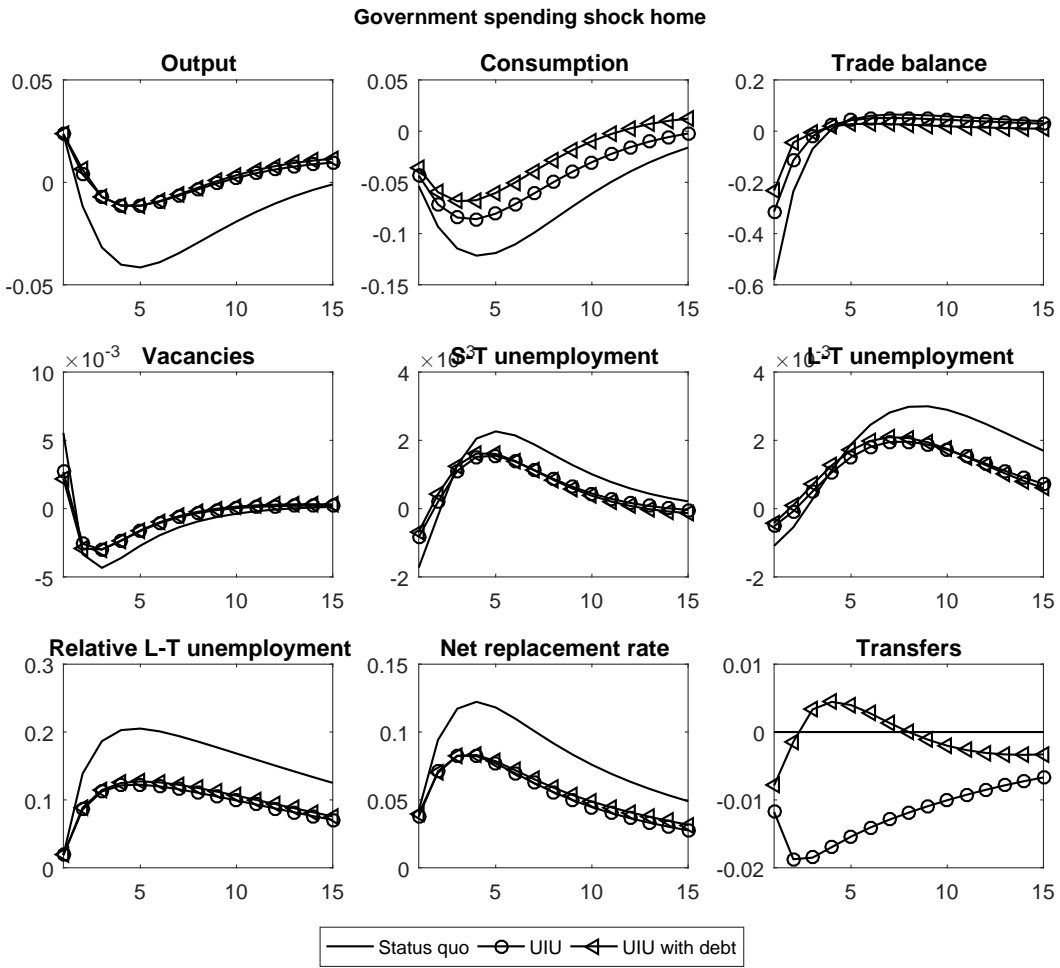 Government spending shock home
Output
0.05
0
-0.05
5 10 15
Consumption
0.05
0
-0.05
-0.1
-0.15
5 10 15
Trade balance
0.2
0
-0.2
-0.4
-0.6
5 10 15
×10⁻³ Vacancies
10
5
0
-5
5 10 15
×10⁻³ S-T unemployment
4
2
0
-2
5 10 15
×10⁻³ L-T unemployment
4
2
0
-2
5 10 15
Relative L-T unemployment
0.3
0.2
0.1
0
5 10 15
Net replacement rate
0.15
0.1
0.05
0
5 10 15
Transfers
0.01
0
-0.01
-0.02
5 10 15
Status quo UIU UIU with debt